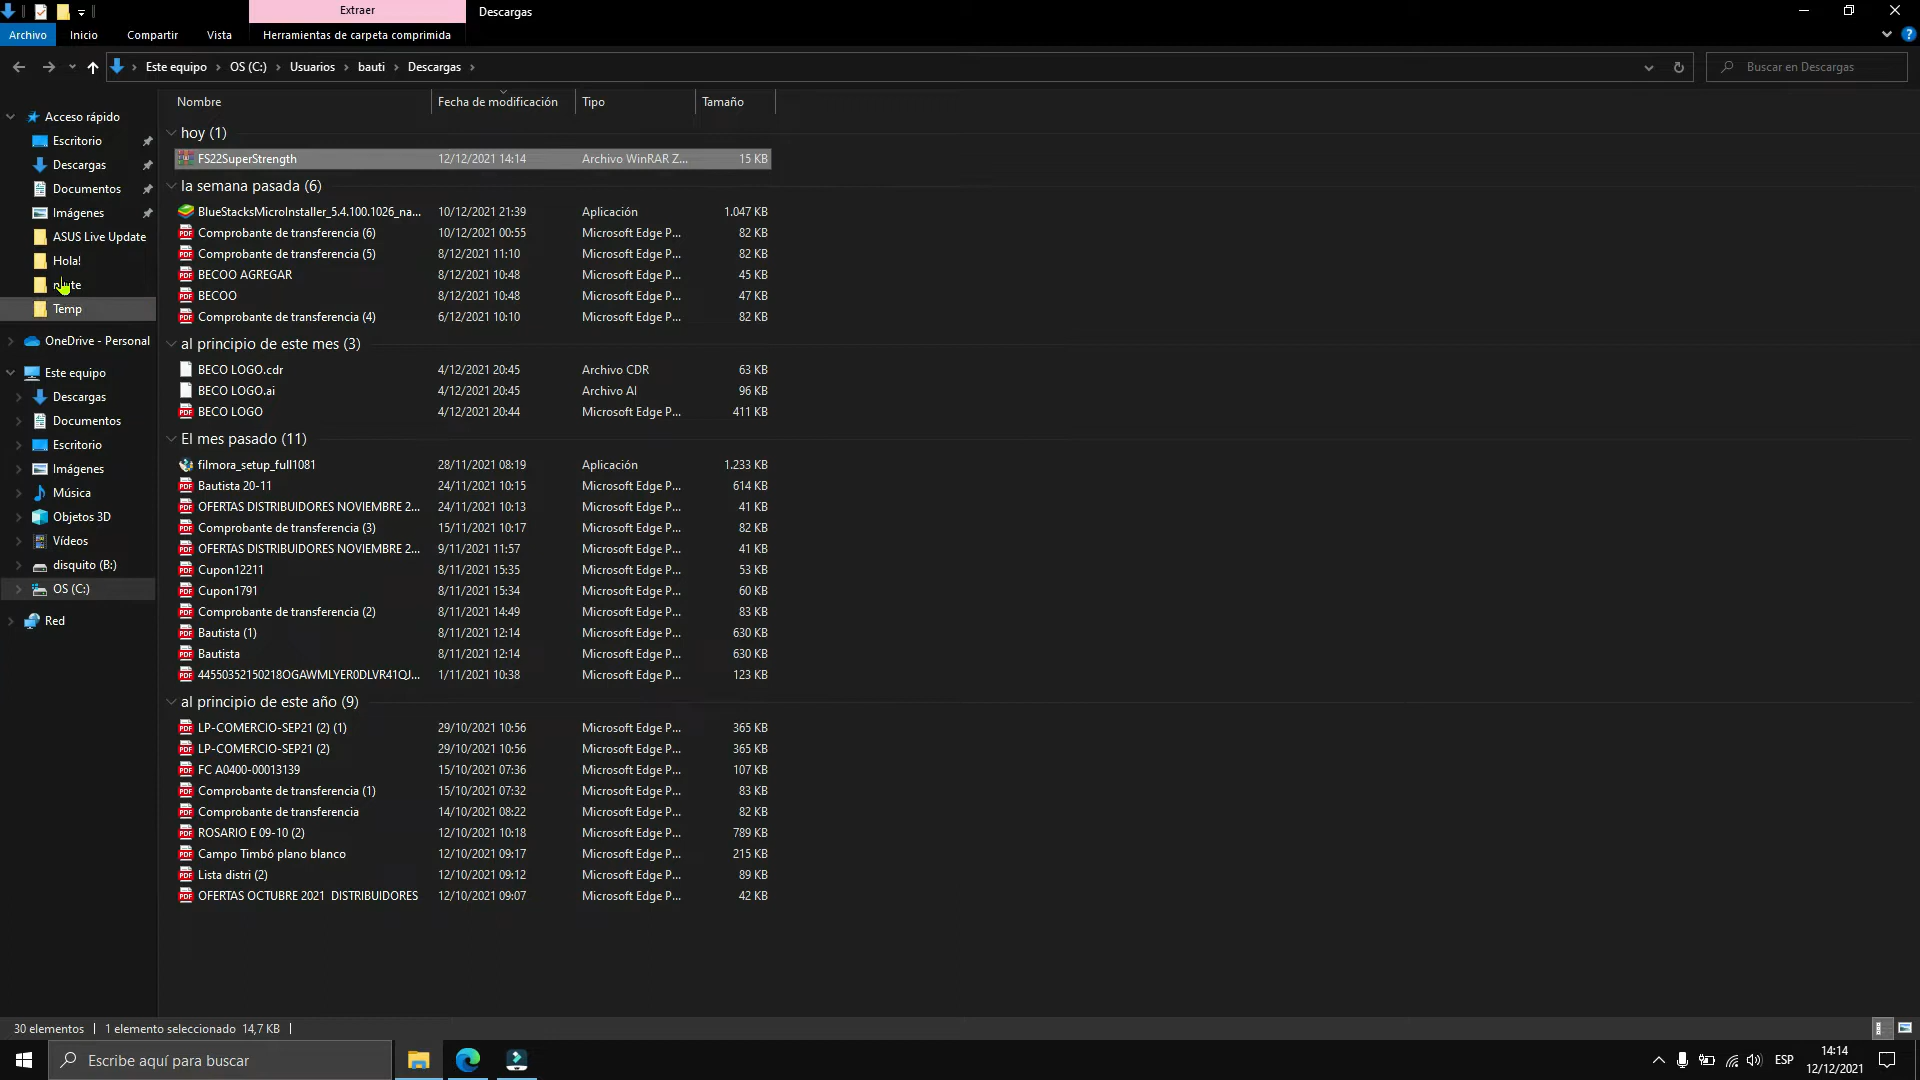 Extraer
Descargas
Archivo
Inicio
Compartir
Vista
Herramientas de carpeta comprimida
Este equipo
OS (C:)
Usuarios
bauti
Descargas
Buscar en Descargas
Nombre
Fecha de modificación
Tipo
Tamaño
Acceso rápido
Escritorio
Descargas
Documentos
Imágenes
ASUS Live Update
Hola!
Temp
OneDrive - Personal
Este equipo
Descargas
Documentos
Escritorio
Imágenes
Música
Objetos 3D
Vídeos
disquito (B:)
OS (C:)
Red
hoy (1)
FS22SuperStrength 12/12/2021 14:14 Archivo WinRAR Z... 15 KB
la semana pasada (6)
BlueStacksMicroInstaller_5.4.100.1026_na... 10/12/2021 21:39 Aplicación 1.047 KB
Comprobante de transferencia (6) 10/12/2021 00:55 Microsoft Edge P... 82 KB
Comprobante de transferencia (5) 8/12/2021 11:10 Microsoft Edge P... 82 KB
BECOO AGREGAR 8/12/2021 10:48 Microsoft Edge P... 45 KB
BECOO 8/12/2021 10:48 Microsoft Edge P... 47 KB
Comprobante de transferencia (4) 6/12/2021 10:10 Microsoft Edge P... 82 KB
al principio de este mes (3)
BECO LOGO.cdr 4/12/2021 20:45 Archivo CDR 63 KB
BECO LOGO.ai 4/12/2021 20:45 Archivo AI 96 KB
BECO LOGO 4/12/2021 20:44 Microsoft Edge P... 411 KB
El mes pasado (11)
filmora_setup_full1081 28/11/2021 08:19 Aplicación 1.233 KB
Bautista 20-11 24/11/2021 10:15 Microsoft Edge P... 614 KB
OFERTAS DISTRIBUIDORES NOVIEMBRE 2... 24/11/2021 10:13 Microsoft Edge P... 41 KB
Comprobante de transferencia (3) 15/11/2021 10:17 Microsoft Edge P... 82 KB
OFERTAS DISTRIBUIDORES NOVIEMBRE 2... 9/11/2021 11:57 Microsoft Edge P... 41 KB
Cupon12211 8/11/2021 15:35 Microsoft Edge P... 53 KB
Cupon1791 8/11/2021 15:34 Microsoft Edge P... 60 KB
Comprobante de transferencia (2) 8/11/2021 14:49 Microsoft Edge P... 83 KB
Bautista (1) 8/11/2021 12:14 Microsoft Edge P... 630 KB
Bautista 8/11/2021 12:14 Microsoft Edge P... 630 KB
44550352150218OGAWMLYER0DLVR41QJ... 1/11/2021 10:38 Microsoft Edge P... 123 KB
al principio de este año (9)
LP-COMERCIO-SEP21 (2) (1) 29/10/2021 10:56 Microsoft Edge P... 365 KB
LP-COMERCIO-SEP21 (2) 29/10/2021 10:56 Microsoft Edge P... 365 KB
FC A0400-00013139 15/10/2021 07:36 Microsoft Edge P... 107 KB
Comprobante de transferencia (1) 15/10/2021 07:32 Microsoft Edge P... 83 KB
Comprobante de transferencia 14/10/2021 08:22 Microsoft Edge P... 82 KB
ROSARIO E 09-10 (2) 12/10/2021 10:18 Microsoft Edge P... 789 KB
Campo Timbó plano blanco 12/10/2021 09:17 Microsoft Edge P... 215 KB
Lista distri (2) 12/10/2021 09:12 Microsoft Edge P... 89 KB
OFERTAS OCTUBRE 2021 DISTRIBUIDORES 12/10/2021 09:07 Microsoft Edge P... 42 KB
30 elementos
1 elemento seleccionado 14,7 KB
Escribe aquí para buscar
ESP
14:14
12/12/2021